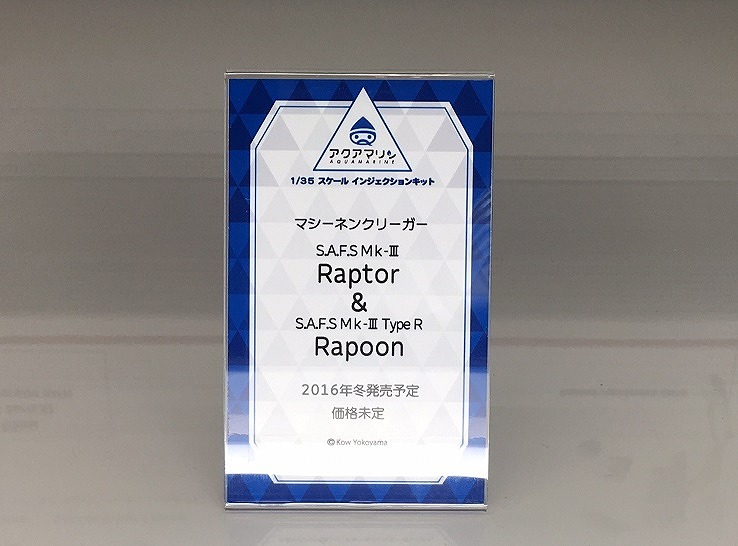 アクアマリン
AQUAMARINE
1/35 スケール インジェクションキット
マシーネンクリーガー
S.A.F.S Mk-Ⅲ
Raptor
&
S.A.F.S Mk-Ⅲ Type R
Rapoon
2016年冬発売予定
価格未定
© Kow Yokoyama